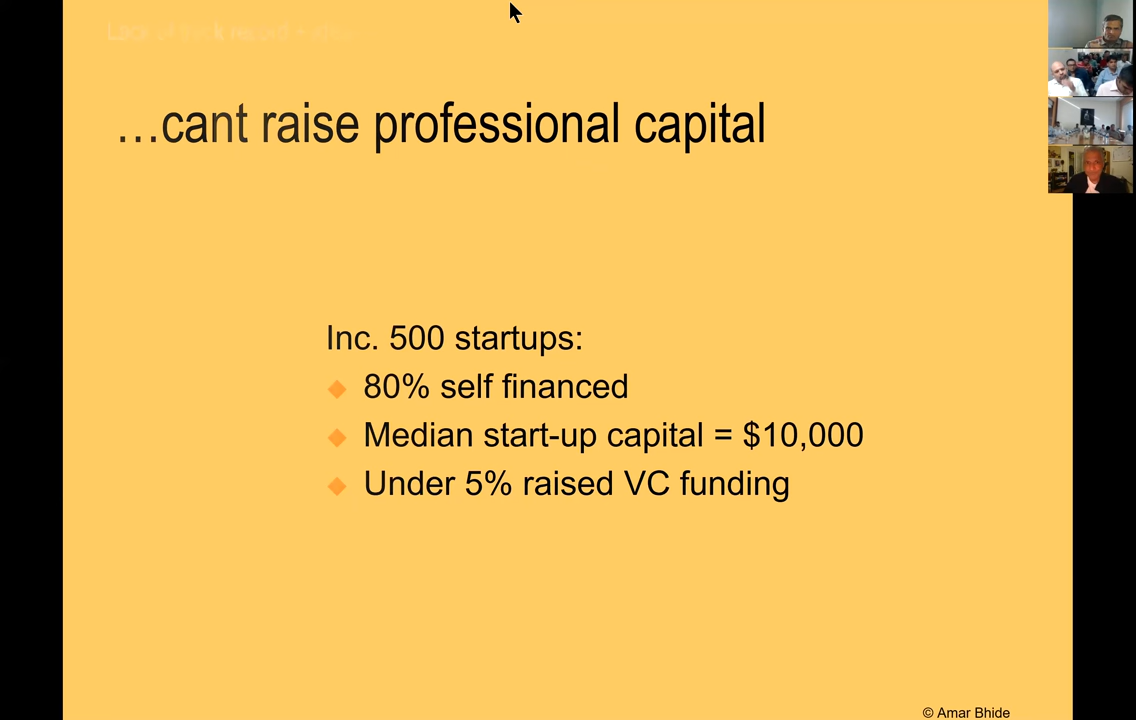 …cant raise professional capital
Inc. 500 startups:
80% self financed
Median start-up capital = $10,000
Under 5% raised VC funding
© Amar Bhide